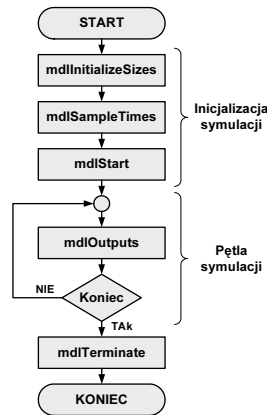 START
mdlInitializeSizes
mdlSampleTimes
Inicjalizacja
symulacji
mdlStart
mdlOutputs
Pętla
symulacji
NIE
Koniec
TAk
mdlTerminate
KONIEC